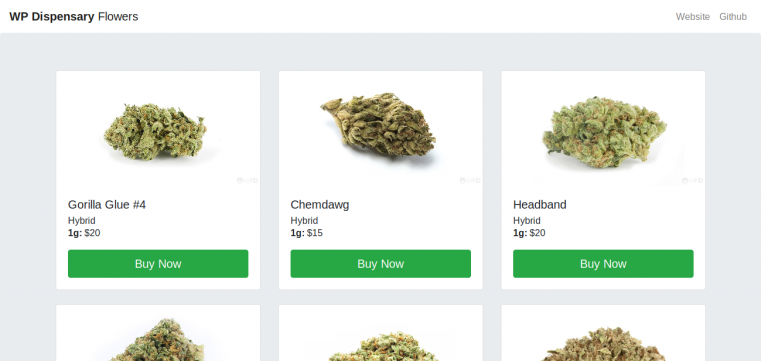 WP Dispensary Flowers
Website Github
Gorilla Glue #4
Hybrid
1g: $20
Buy Now
Chemdawg
Hybrid
1g: $15
Buy Now
Headband
Hybrid
1g: $20
Buy Now